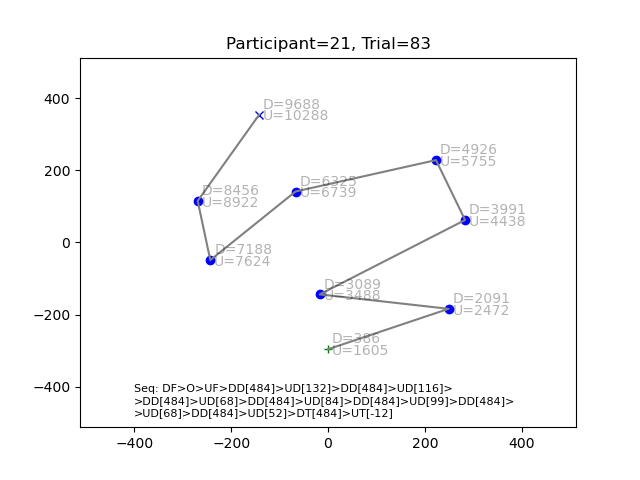 Participant=21, Trial=83
400
200
0
−200
−400
D=9688
U=10288
D=4926
U=5755
D=6325
U=6739
D=8456
U=8922
D=3991
U=4438
D=7188
U=7624
D=3089
U=3488
D=2091
U=2472
D=386
U=1605
Seq: DF>O>UF>DD[484]>UD[132]>DD[484]>UD[116]>
>DD[484]>UD[68]>DD[484]>UD[84]>DD[484]>UD[99]>DD[484]>
>UD[68]>DD[484]>UD[52]>DT[484]>UT[-12]
−400 −200 0 200 400